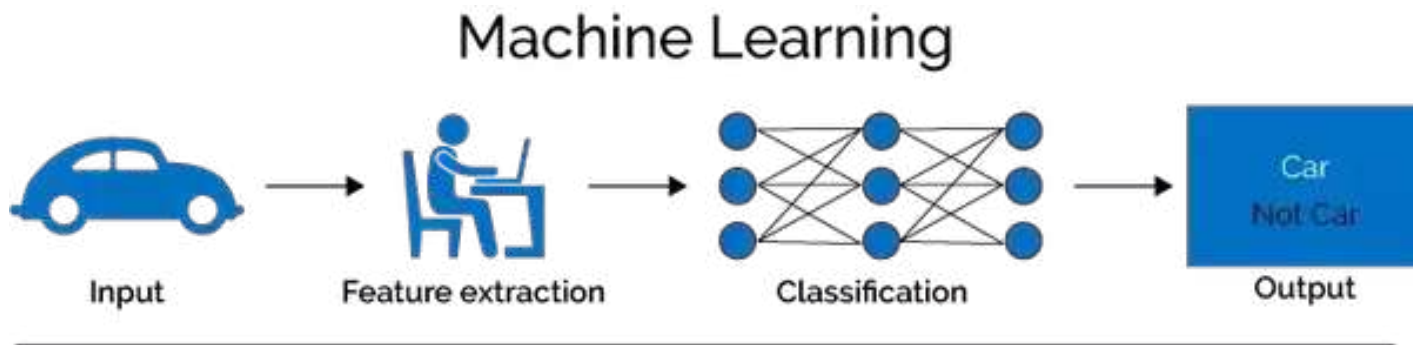 Machine Learning
Car
Not Car
Input
Feature extraction
Classification
Output